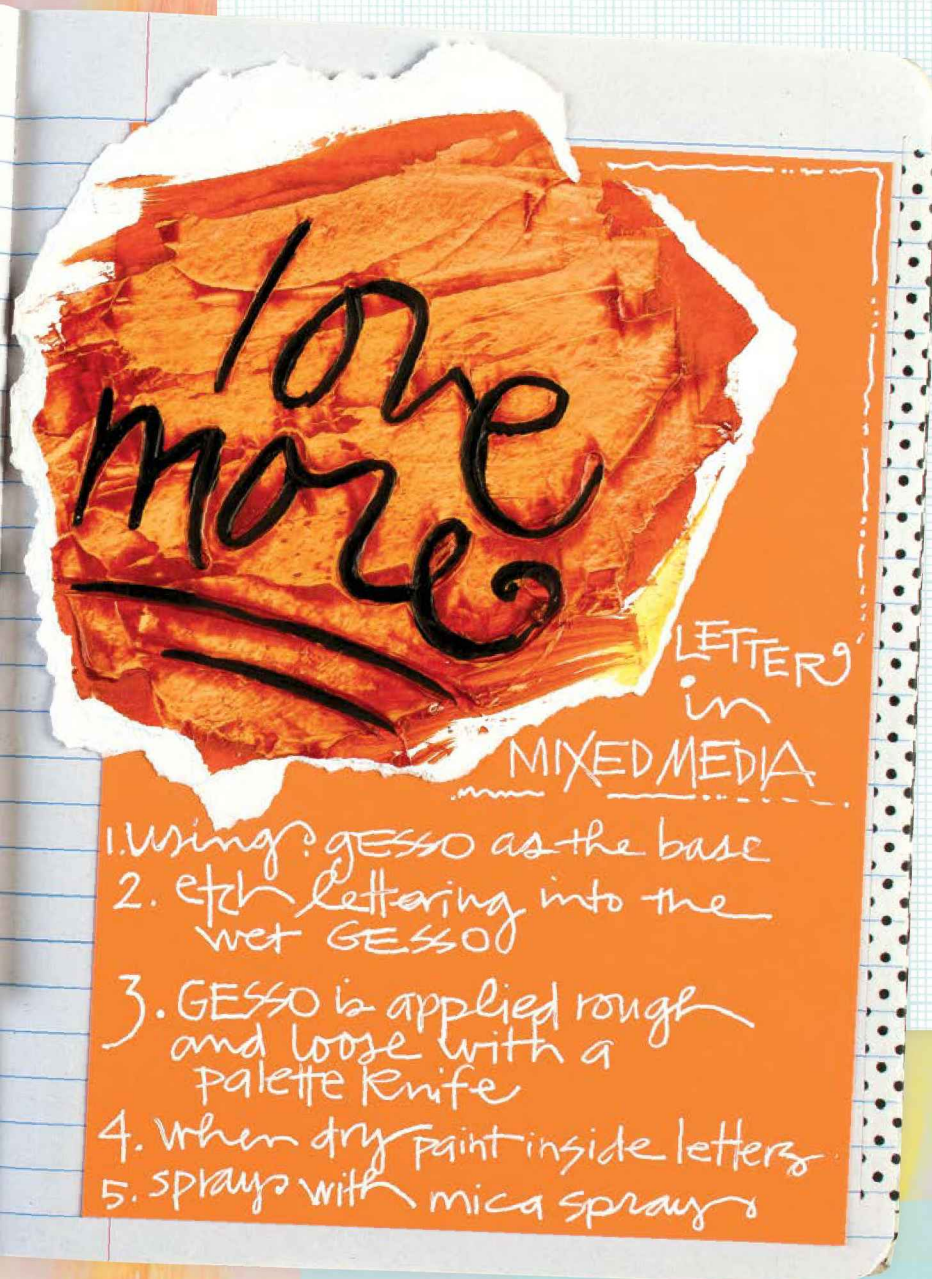 love
more
LETTERS
in
MIXED MEDIA
1. using gESSO as the base
2. etch lettering into the
wet GESSO
3. GESSO is applied rough
and loose with a
palette knife
4. when dry paint inside letters
5. sprays with mica sprays